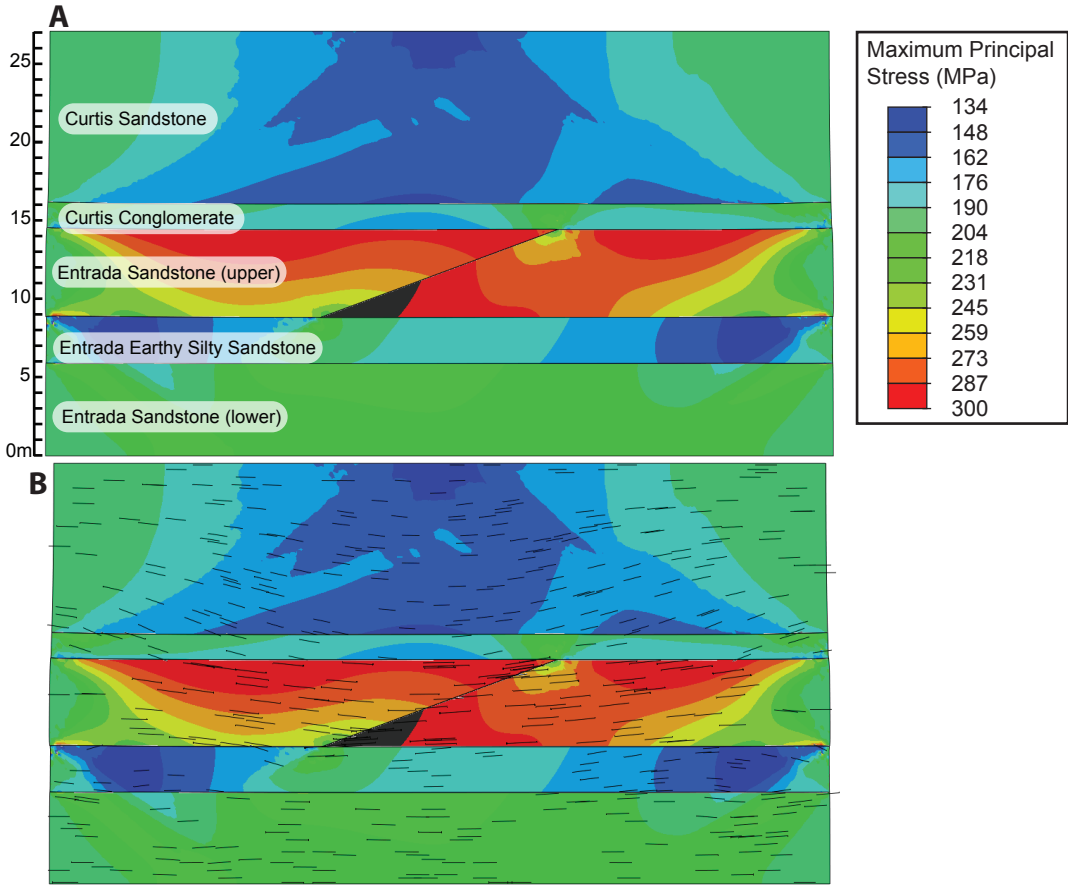 A
25
20
15
10
5
0m
Curtis Sandstone
Curtis Conglomerate
Entrada Sandstone (upper)
Entrada Earthy Silty Sandstone
Entrada Sandstone (lower)
Maximum Principal
Stress (MPa)
134
148
162
176
190
204
218
231
245
259
273
287
300
B